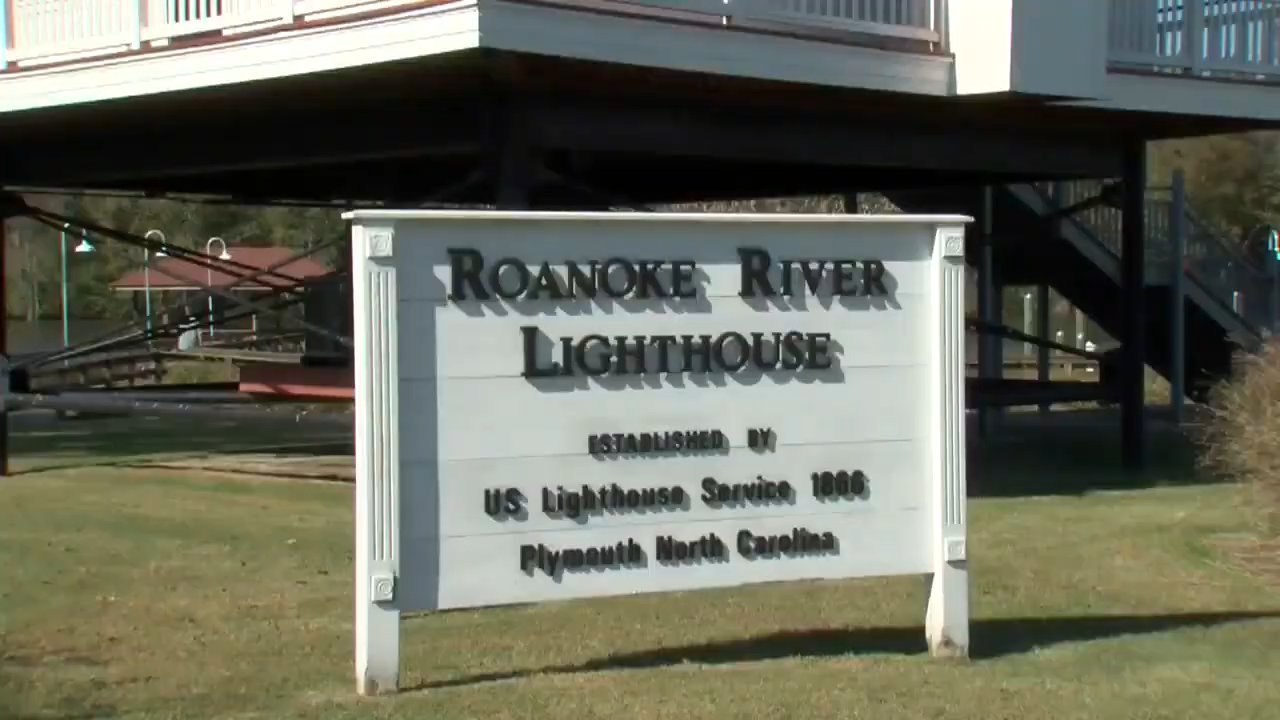 ROANOKE RIVER
LIGHTHOUSE
ESTABLISHED BY
US Lighthouse Service 1866
Plymouth North Carolina